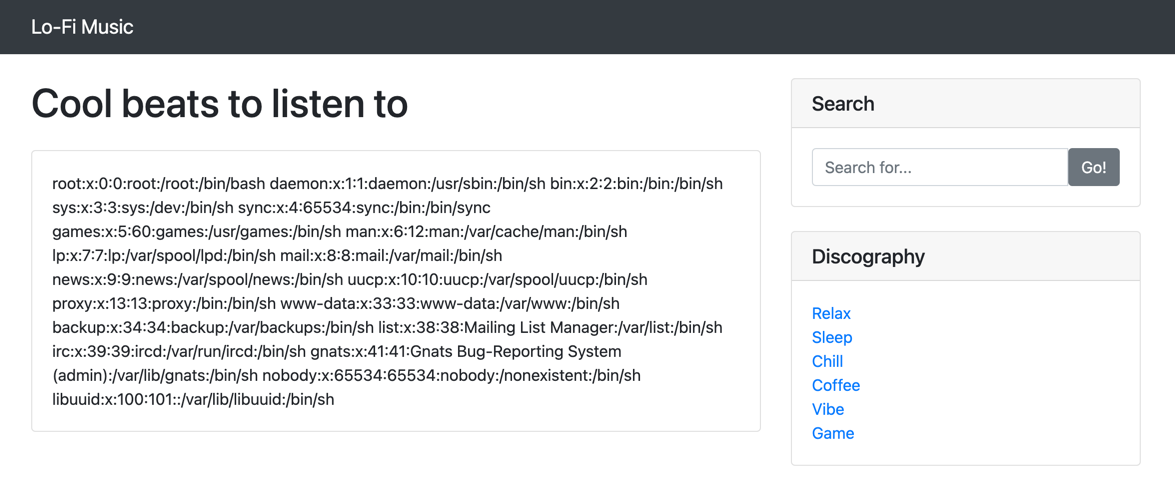 Lo-Fi Music
Cool beats to listen to
root:x:0:0:root:/root:/bin/bash daemon:x:1:1:daemon:/usr/sbin:/bin/sh bin:x:2:2:bin:/bin:/bin/sh
sys:x:3:3:sys:/dev:/bin/sh sync:x:4:65534:sync:/bin:/bin/sync
games:x:5:60:games:/usr/games:/bin/sh man:x:6:12:man:/var/cache/man:/bin/sh
lp:x:7:7:lp:/var/spool/lpd:/bin/sh mail:x:8:8:mail:/var/mail:/bin/sh
news:x:9:9:news:/var/spool/news:/bin/sh uucp:x:10:10:uucp:/var/spool/uucp:/bin/sh
proxy:x:13:13:proxy:/bin:/bin/sh www-data:x:33:33:www-data:/var/www:/bin/sh
backup:x:34:34:backup:/var/backups:/bin/sh list:x:38:38:Mailing List Manager:/var/list:/bin/sh
irc:x:39:39:ircd:/var/run/ircd:/bin/sh gnats:x:41:41:Gnats Bug-Reporting System
(admin):/var/lib/gnats:/bin/sh nobody:x:65534:65534:nobody:/nonexistent:/bin/sh
libuuid:x:100:101::/var/lib/libuuid:/bin/sh
Search
Search for...
Go!
Discography
Relax
Sleep
Chill
Coffee
Vibe
Game